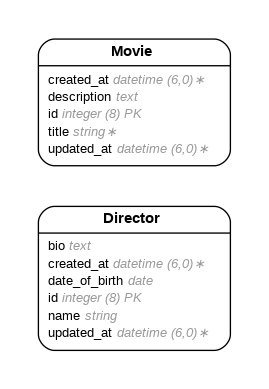 Movie
created_at datetime (6,0)∗
description text
id integer (8) PK
title string∗
updated_at datetime (6,0)∗
Director
bio text
created_at datetime (6,0)∗
date_of_birth date
id integer (8) PK
name string
updated_at datetime (6,0)∗